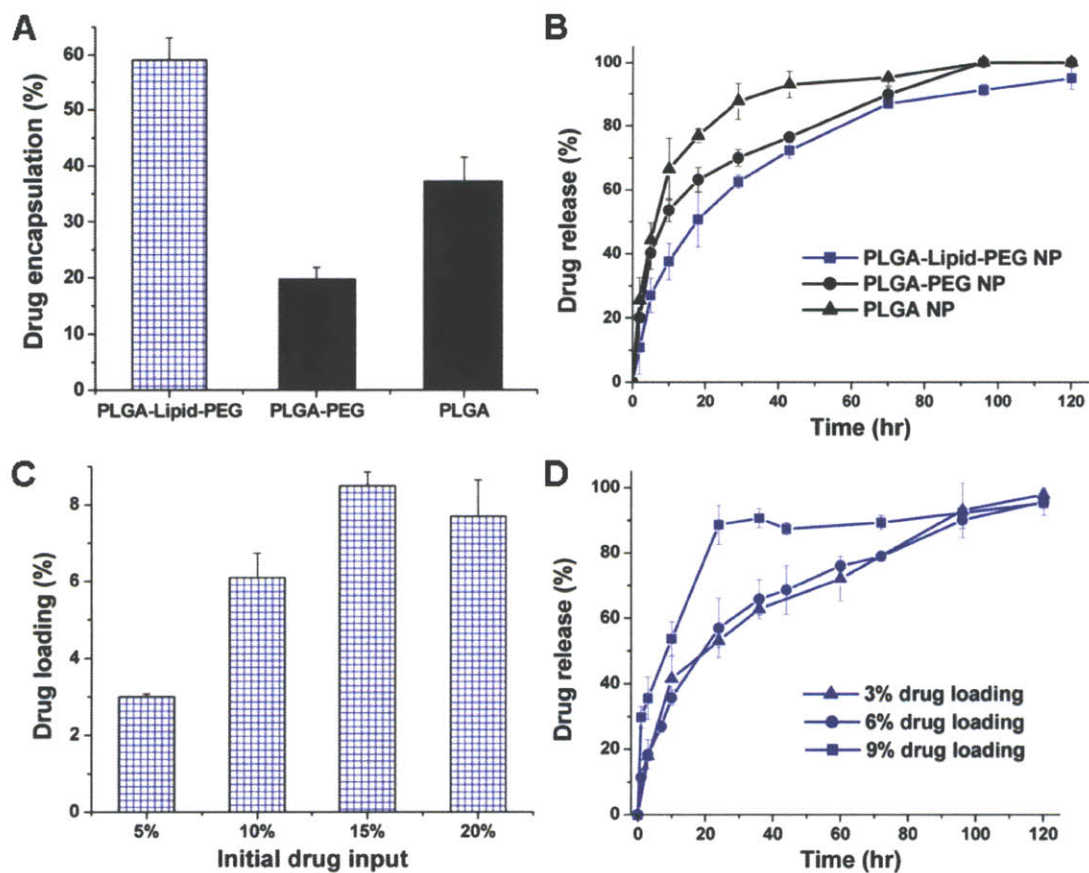 A
Drug encapsulation (%)
60
50
40
30
20
10
0
PLGA-Lipid-PEG PLGA-PEG PLGA
B
Drug release (%)
100
80
60
40
20
0
PLGA-Lipid-PEG NP
PLGA-PEG NP
PLGA NP
0 20 40 60 80 100 120
Time (hr)
C
Drug loading (%)
8
6
4
2
0
5% 10% 15% 20%
Initial drug input
D
Drug release (%)
100
80
60
40
20
0
3% drug loading
6% drug loading
9% drug loading
0 20 40 60 80 100 120
Time (hr)